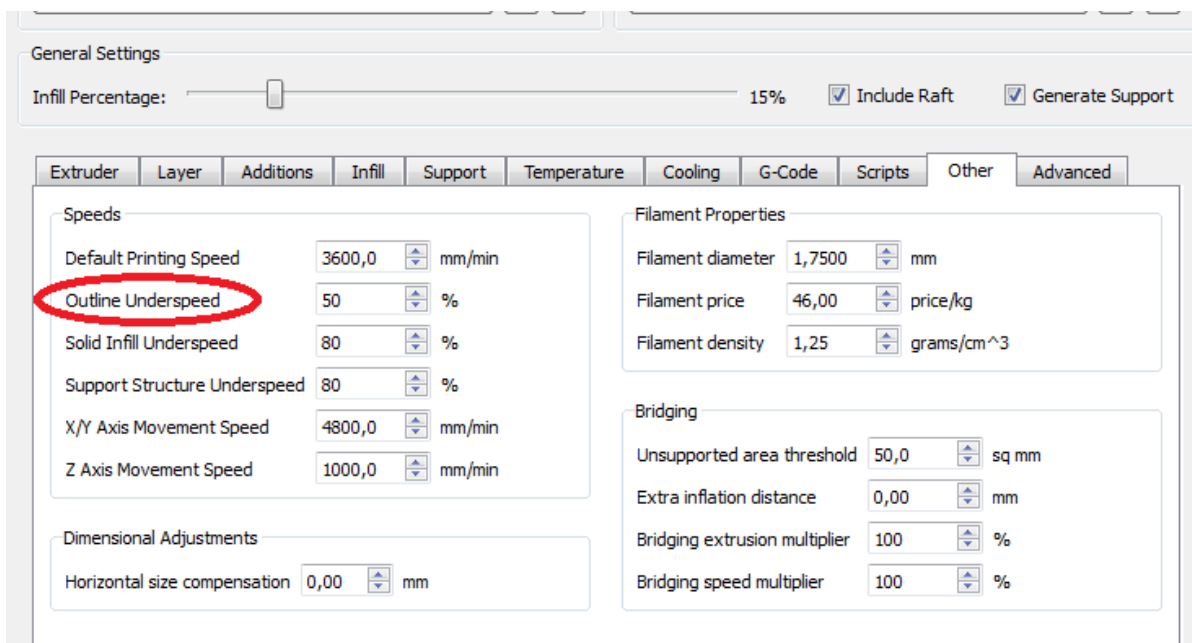 General Settings
Infill Percentage: 15% Include Raft Generate Support
Extruder Layer Additions Infill Support Temperature Cooling G-Code Scripts Other Advanced
Speeds
Default Printing Speed 3600,0 mm/min
Outline Underspeed 50 %
Solid Infill Underspeed 80 %
Support Structure Underspeed 80 %
X/Y Axis Movement Speed 4800,0 mm/min
Z Axis Movement Speed 1000,0 mm/min
Dimensional Adjustments
Horizontal size compensation 0,00 mm
Filament Properties
Filament diameter 1,7500 mm
Filament price 46,00 price/kg
Filament density 1,25 grams/cm^3
Bridging
Unsupported area threshold 50,0 sq mm
Extra inflation distance 0,00 mm
Bridging extrusion multiplier 100 %
Bridging speed multiplier 100 %